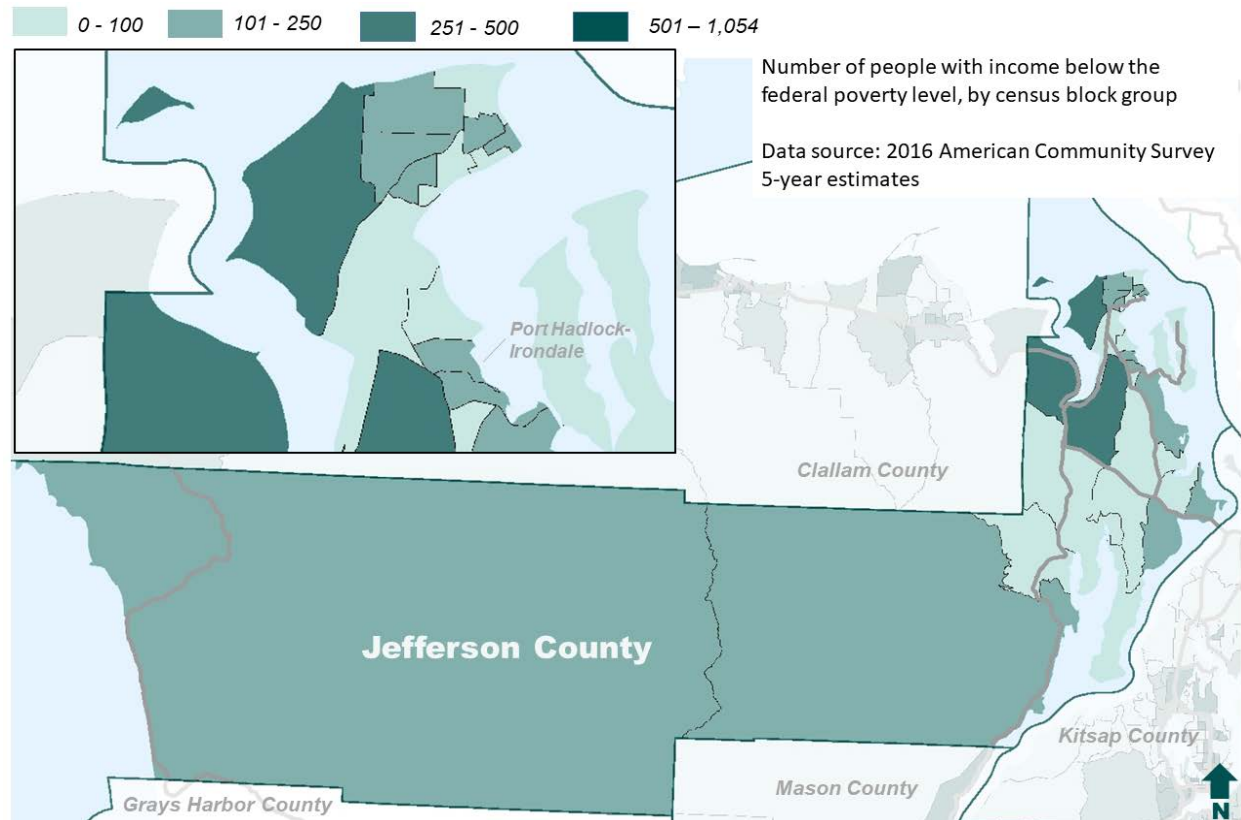 0 - 100
101 - 250
251 - 500
501 – 1,054
Number of people with income below the
federal poverty level, by census block group
Data source: 2016 American Community Survey
5-year estimates
Port Hadlock-
Irondale
Clallam County
Jefferson County
Kitsap County
Mason County
Grays Harbor County
N